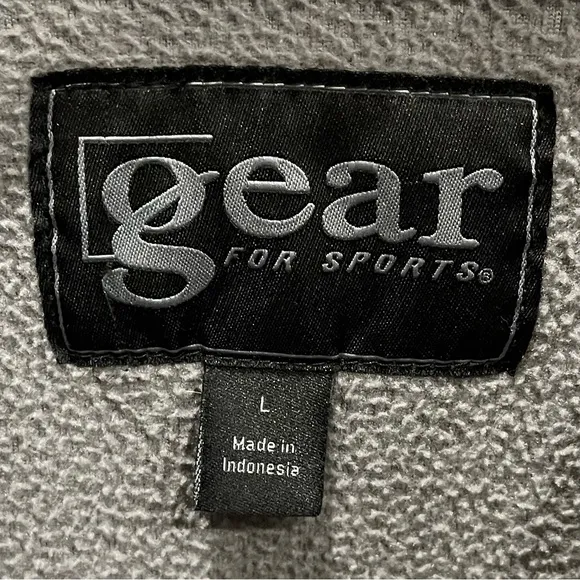 gear
FOR SPORTS®
L
Made in
Indonesia